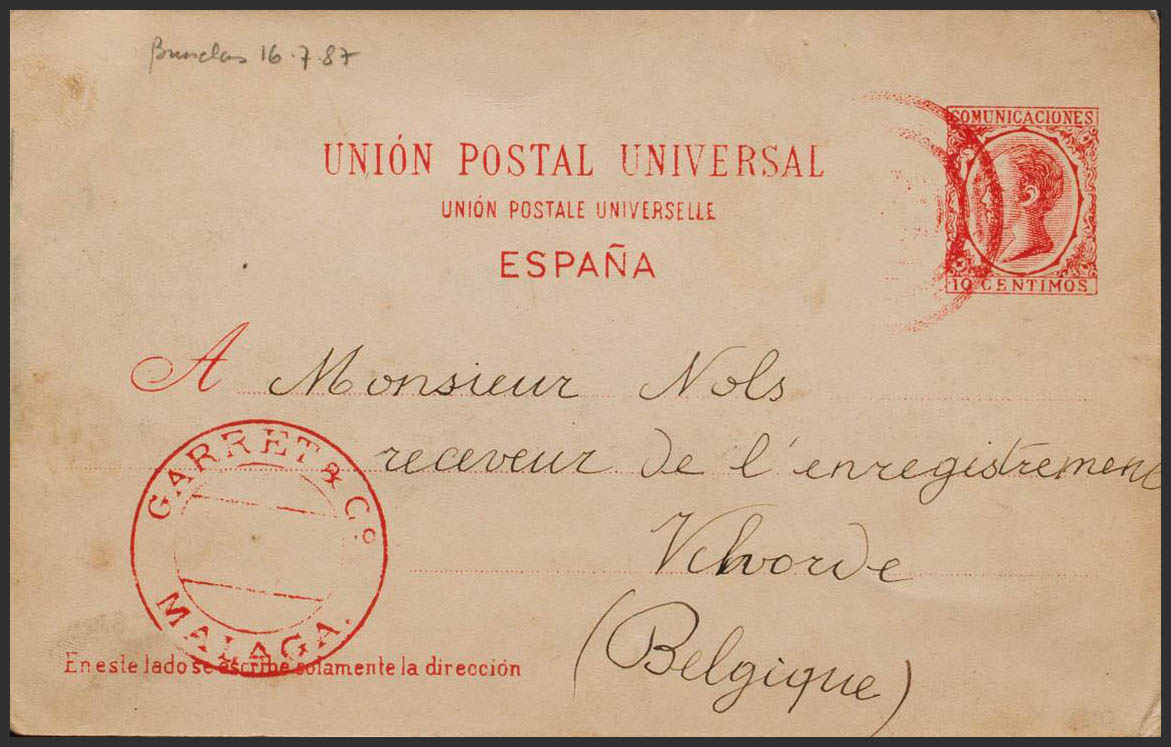 Bruselas 16·7·87
COMUNICACIONES
UNIÓN POSTAL UNIVERSAL
UNIÓN POSTALE UNIVERSELLE
ESPAÑA
10 CENTIMOS
A Monsieur Nols
receveur de l'enregistrement
Vilvorde
(Belgique)
GARRET & Cº
MALAGA.
En este lado se escribe solamente la dirección